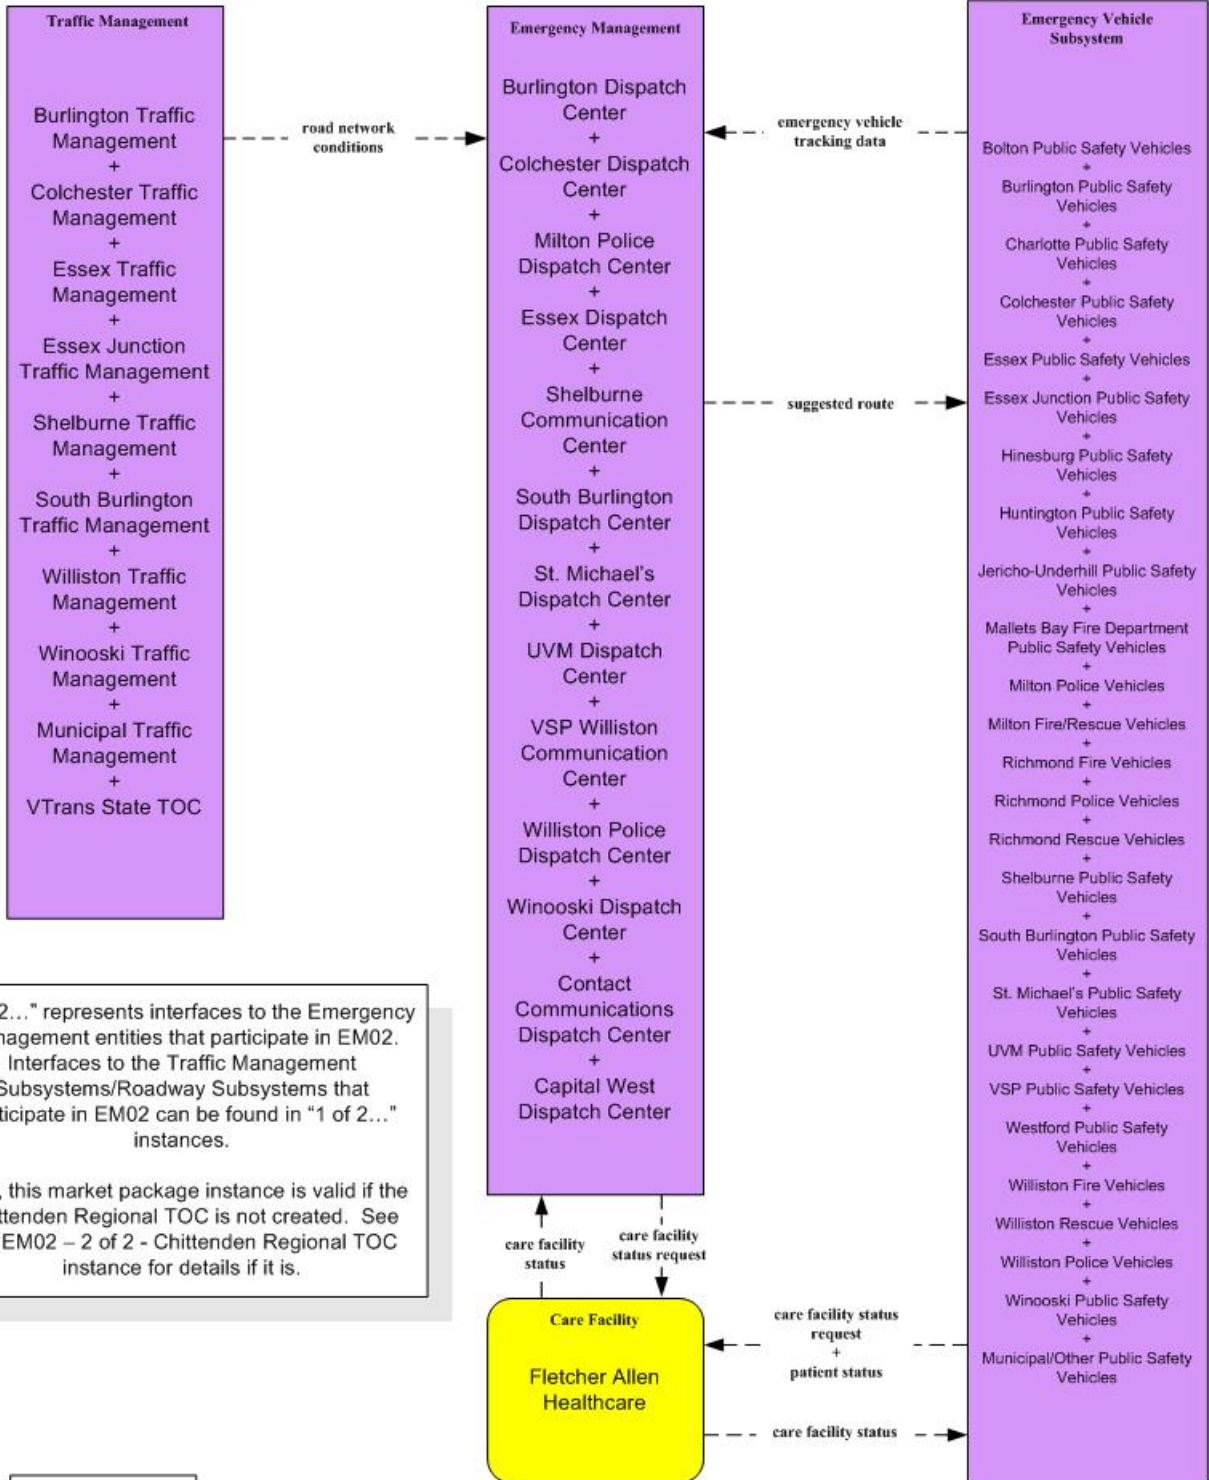 Traffic Management
Burlington Traffic
Management
+
Colchester Traffic
Management
+
Essex Traffic
Management
+
Essex Junction
Traffic Management
+
Shelburne Traffic
Management
+
South Burlington
Traffic Management
+
Williston Traffic
Management
+
Winooski Traffic
Management
+
Municipal Traffic
Management
+
VTrans State TOC
road network
conditions
Emergency Management
Burlington Dispatch
Center
+
Colchester Dispatch
Center
+
Milton Police
Dispatch Center
+
Essex Dispatch
Center
+
Shelburne
Communication
Center
+
South Burlington
Dispatch Center
+
St. Michael's
Dispatch Center
+
UVM Dispatch
Center
+
VSP Williston
Communication
Center
+
Williston Police
Dispatch Center
+
Winooski Dispatch
Center
+
Contact
Communications
Dispatch Center
+
Capital West
Dispatch Center
emergency vehicle
tracking data
suggested route
Emergency Vehicle
Subsystem
Bolton Public Safety Vehicles
+
Burlington Public Safety
Vehicles
+
Charlotte Public Safety
Vehicles
+
Colchester Public Safety
Vehicles
+
Essex Public Safety Vehicles
+
Essex Junction Public Safety
Vehicles
+
Hinesburg Public Safety
Vehicles
+
Huntington Public Safety
Vehicles
+
Jericho-Underhill Public Safety
Vehicles
+
Mallets Bay Fire Department
Public Safety Vehicles
+
Milton Police Vehicles
+
Milton Fire/Rescue Vehicles
+
Richmond Fire Vehicles
+
Richmond Police Vehicles
+
Richmond Rescue Vehicles
+
Shelburne Public Safety
Vehicles
+
South Burlington Public Safety
Vehicles
+
St. Michael's Public Safety
Vehicles
+
UVM Public Safety Vehicles
+
VSP Public Safety Vehicles
+
Westford Public Safety
Vehicles
+
Williston Fire Vehicles
+
Williston Rescue Vehicles
+
Williston Police Vehicles
+
Winooski Public Safety
Vehicles
+
Municipal/Other Public Safety
Vehicles
2…" represents interfaces to the Emergency
nagement entities that participate in EM02.
Interfaces to the Traffic Management
Subsystems/Roadway Subsystems that
ticipate in EM02 can be found in "1 of 2…"
instances.
, this market package instance is valid if the
ttenden Regional TOC is not created. See
EM02 – 2 of 2 - Chittenden Regional TOC
instance for details if it is.
care facility
status
care facility
status request
Care Facility
Fletcher Allen
Healthcare
care facility status
request
+
patient status
care facility status